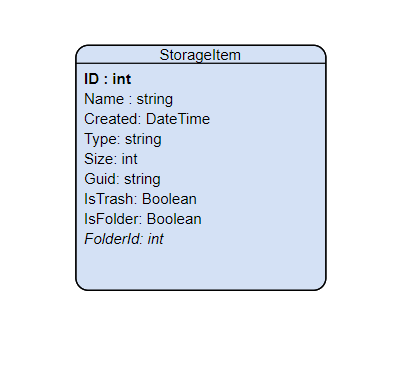 StorageItem
ID : int
Name : string
Created: DateTime
Type: string
Size: int
Guid: string
IsTrash: Boolean
IsFolder: Boolean
FolderId: int